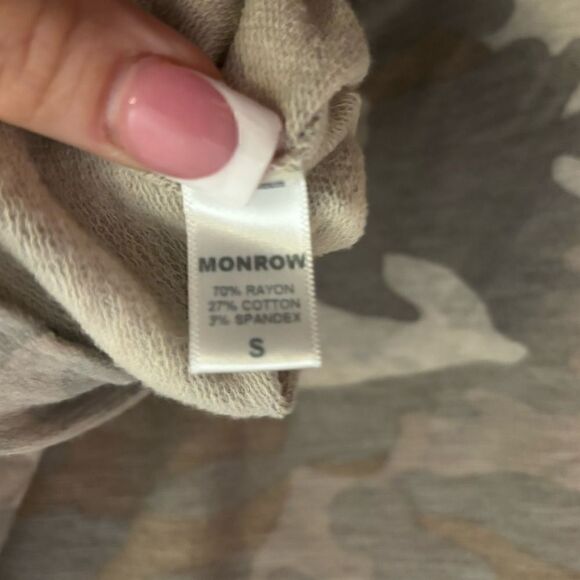 MONROW
70% RAYON
27% COTTON
3% SPANDEX
S